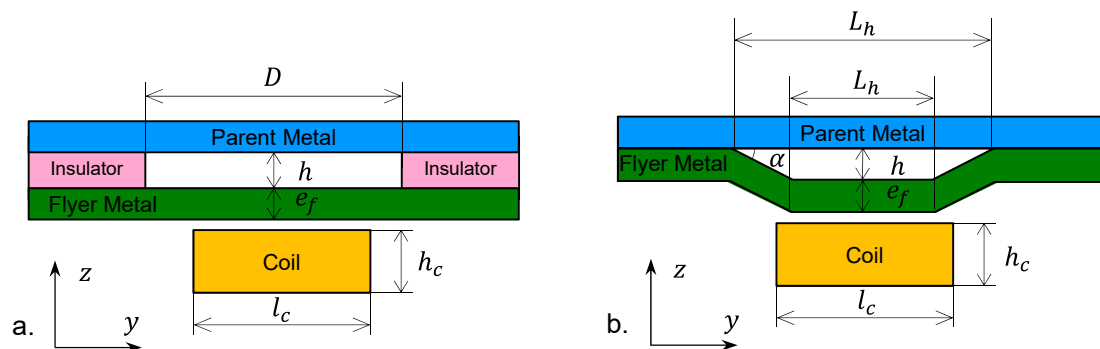 D
Parent Metal
Insulator
h
Insulator
Flyer Metal
e_f
Coil
h_c
l_c
z
y
a.
L_h
L_h
Parent Metal
Flyer Metal
α
h
e_f
Coil
h_c
l_c
z
y
b.